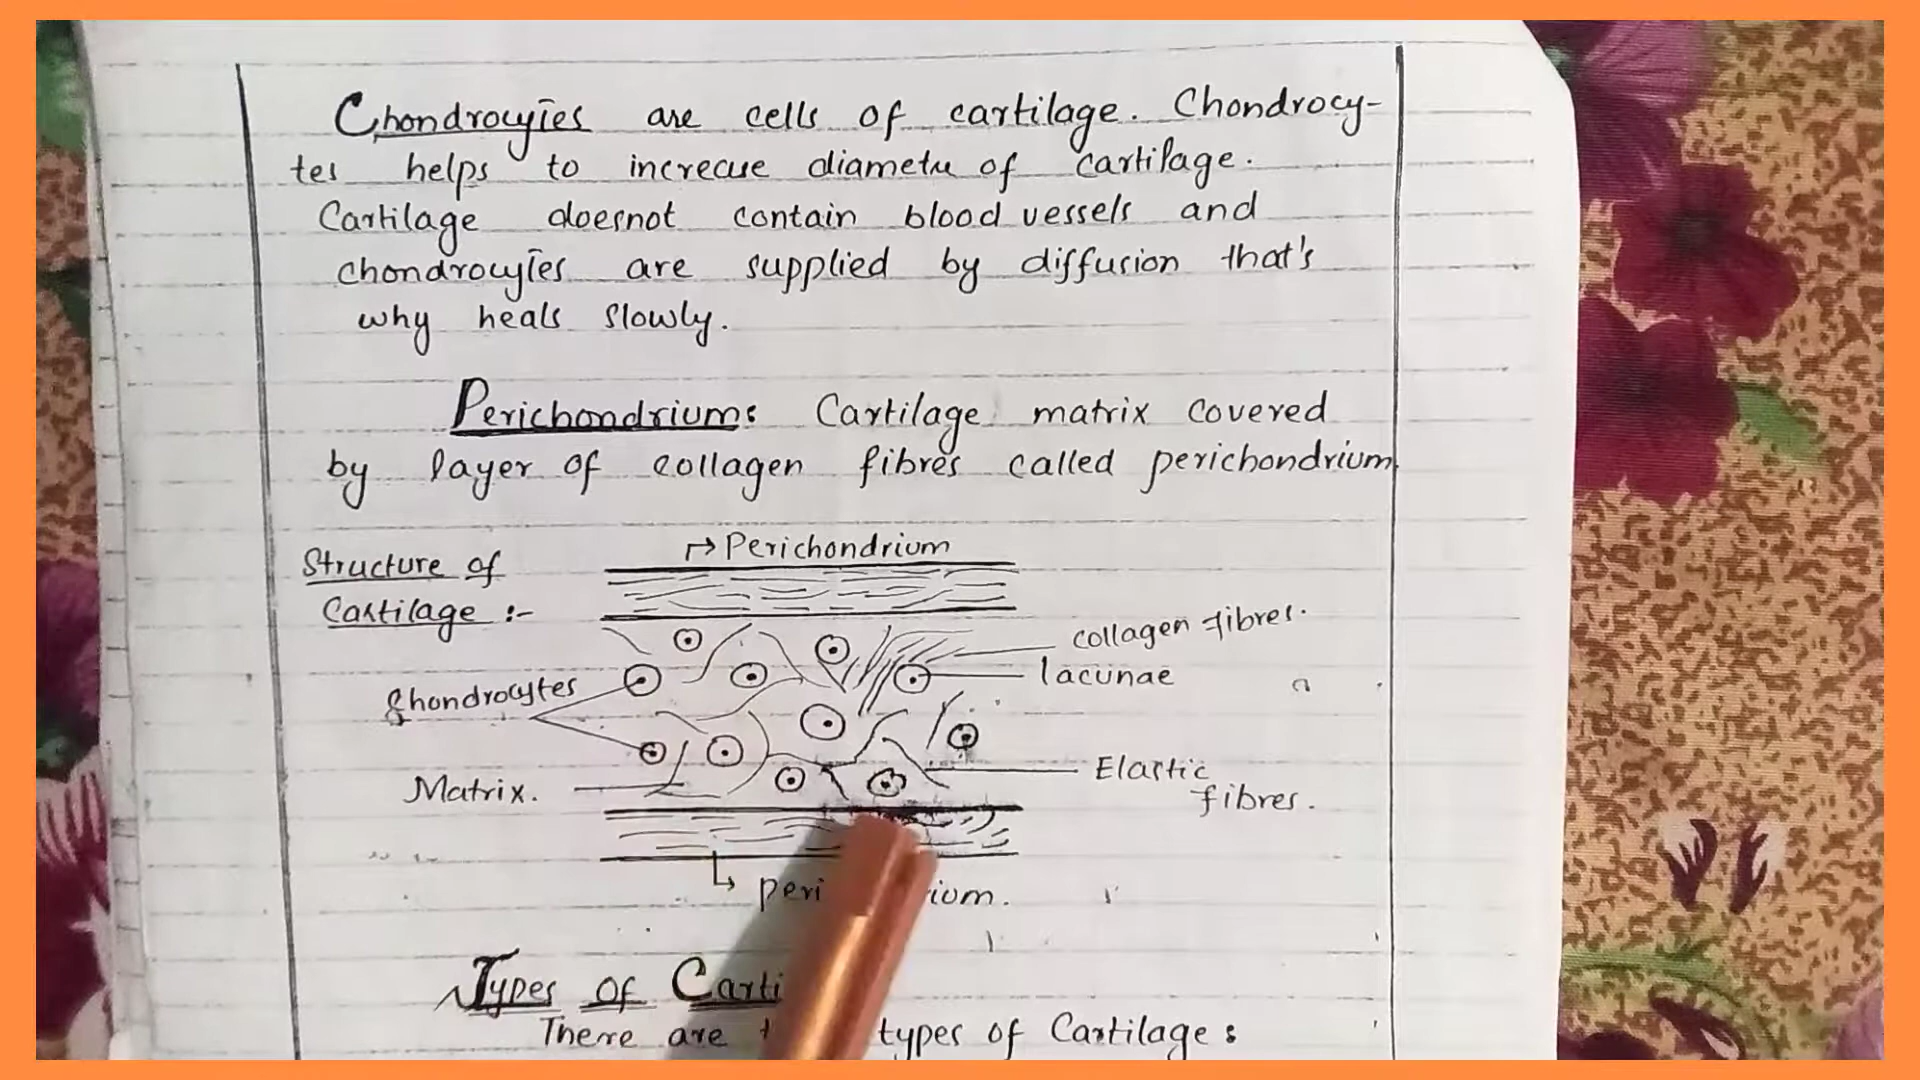 Chondrocytes are cells of cartilage. Chondrocy-
tes helps to increase diameter of cartilage.
Cartilage doesnot contain blood vessels and
chondrocytes are supplied by diffusion that's
why heals slowly.
Perichondrium: Cartilage matrix covered
by layer of collagen fibres called perichondrium
Structure of
Cartilage :-
Perichondrium
collagen fibres.
lacunae
Chondrocytes
Elastic
fibres.
Matrix.
Types of
There are types of Cartilage: